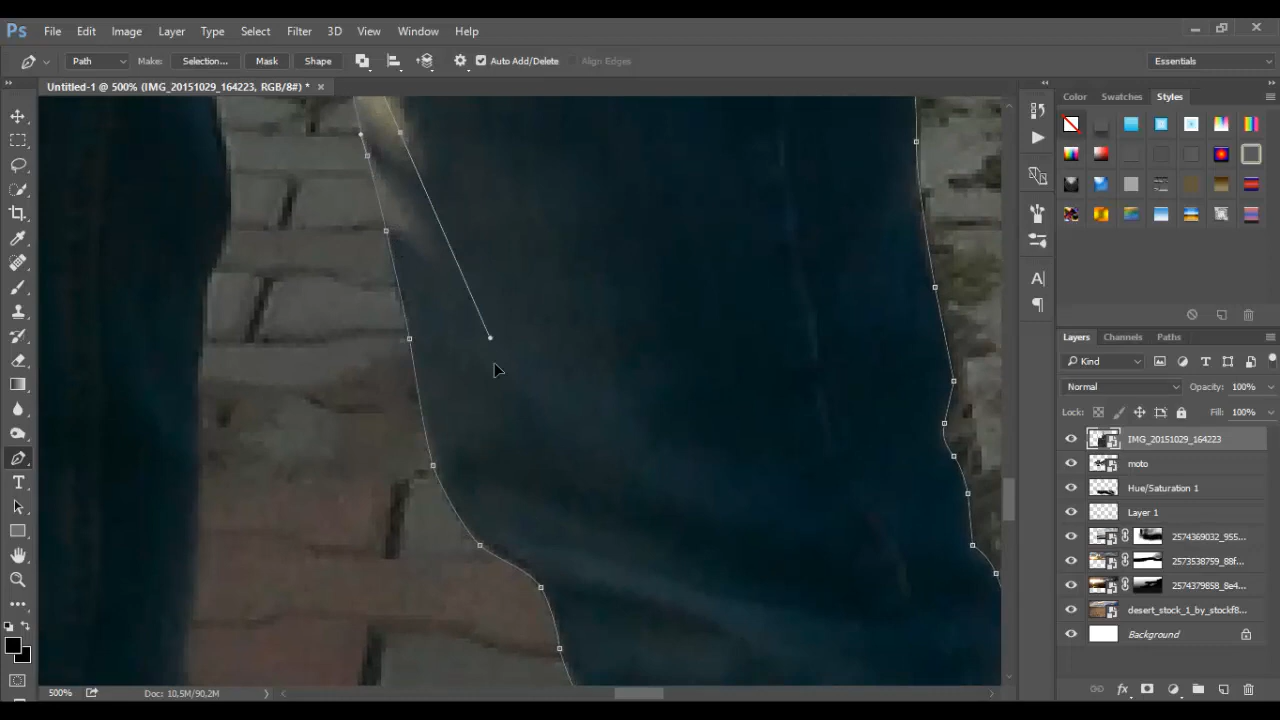 Ps File Edit Image Layer Type Select Filter 3D View Window Help
Path Make: Selection... Mask Shape Auto Add/Delete Align Edges Essentials
Untitled-1 @ 500% (IMG_20151029_164223, RGB/8#) * ×
Color Swatches Styles
Layers Channels Paths
Kind
Normal Opacity: 100%
Lock: Fill: 100%
IMG_20151029_164223
moto
Hue/Saturation 1
Layer 1
2574369032_955...
2573538759_88f...
2574379858_8e4...
desert_stock_1_by_stockf8...
Background
500% Doc: 10,5M/90,2M